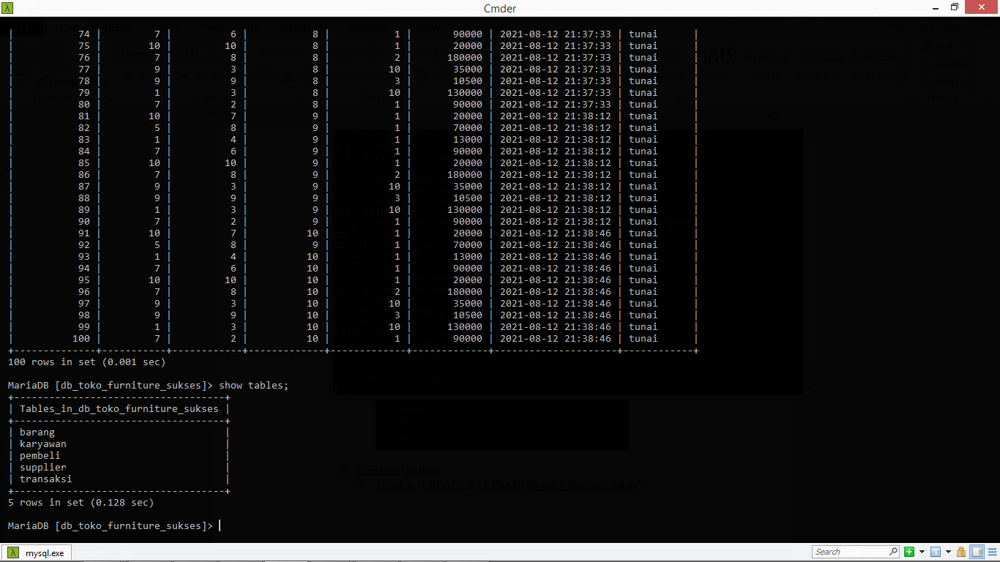 Cmder
|           74 |         7 |          6 |           8 |           1 |       90000 | 2021-08-12 21:37:33 | tunai      |
|           75 |        10 |         10 |           8 |           1 |       20000 | 2021-08-12 21:37:33 | tunai      |
|           76 |         7 |          8 |           8 |           2 |      180000 | 2021-08-12 21:37:33 | tunai      |
|           77 |         9 |          3 |           8 |          10 |       35000 | 2021-08-12 21:37:33 | tunai      |
|           78 |         9 |          9 |           8 |           3 |       10500 | 2021-08-12 21:37:33 | tunai      |
|           79 |         1 |          3 |           8 |          10 |      130000 | 2021-08-12 21:37:33 | tunai      |
|           80 |         7 |          2 |           8 |           1 |       90000 | 2021-08-12 21:37:33 | tunai      |
|           81 |        10 |          7 |           9 |           1 |       20000 | 2021-08-12 21:38:12 | tunai      |
|           82 |         5 |          8 |           9 |           1 |       70000 | 2021-08-12 21:38:12 | tunai      |
|           83 |         1 |          4 |           9 |           1 |       13000 | 2021-08-12 21:38:12 | tunai      |
|           84 |         7 |          6 |           9 |           1 |       90000 | 2021-08-12 21:38:12 | tunai      |
|           85 |        10 |         10 |           9 |           1 |       20000 | 2021-08-12 21:38:12 | tunai      |
|           86 |         7 |          8 |           9 |           2 |      180000 | 2021-08-12 21:38:12 | tunai      |
|           87 |         9 |          3 |           9 |          10 |       35000 | 2021-08-12 21:38:12 | tunai      |
|           88 |         9 |          9 |           9 |           3 |       10500 | 2021-08-12 21:38:12 | tunai      |
|           89 |         1 |          3 |           9 |          10 |      130000 | 2021-08-12 21:38:12 | tunai      |
|           90 |         7 |          2 |           9 |           1 |       90000 | 2021-08-12 21:38:12 | tunai      |
|           91 |        10 |          7 |          10 |           1 |       20000 | 2021-08-12 21:38:46 | tunai      |
|           92 |         5 |          8 |           9 |           1 |       70000 | 2021-08-12 21:38:46 | tunai      |
|           93 |         1 |          4 |          10 |           1 |       13000 | 2021-08-12 21:38:46 | tunai      |
|           94 |         7 |          6 |          10 |           1 |       90000 | 2021-08-12 21:38:46 | tunai      |
|           95 |        10 |         10 |          10 |           1 |       20000 | 2021-08-12 21:38:46 | tunai      |
|           96 |         7 |          8 |          10 |           2 |      180000 | 2021-08-12 21:38:46 | tunai      |
|           97 |         9 |          3 |          10 |          10 |       35000 | 2021-08-12 21:38:46 | tunai      |
|           98 |         9 |          9 |          10 |           3 |       10500 | 2021-08-12 21:38:46 | tunai      |
|           99 |         1 |          3 |          10 |          10 |      130000 | 2021-08-12 21:38:46 | tunai      |
|          100 |         7 |          2 |          10 |           1 |       90000 | 2021-08-12 21:38:46 | tunai      |
+--------------+-----------+------------+-------------+-------------+-------------+---------------------+------------+
100 rows in set (0.001 sec)
MariaDB [db_toko_furniture_sukses]> show tables;
+------------------------------------+
| Tables_in_db_toko_furniture_sukses |
+------------------------------------+
| barang                             |
| karyawan                           |
| pembeli                            |
| supplier                           |
| transaksi                          |
+------------------------------------+
5 rows in set (0.128 sec)
3. Membuat Database
MariaDB [db_toko_furniture_sukses]>
mysql.exe
Search